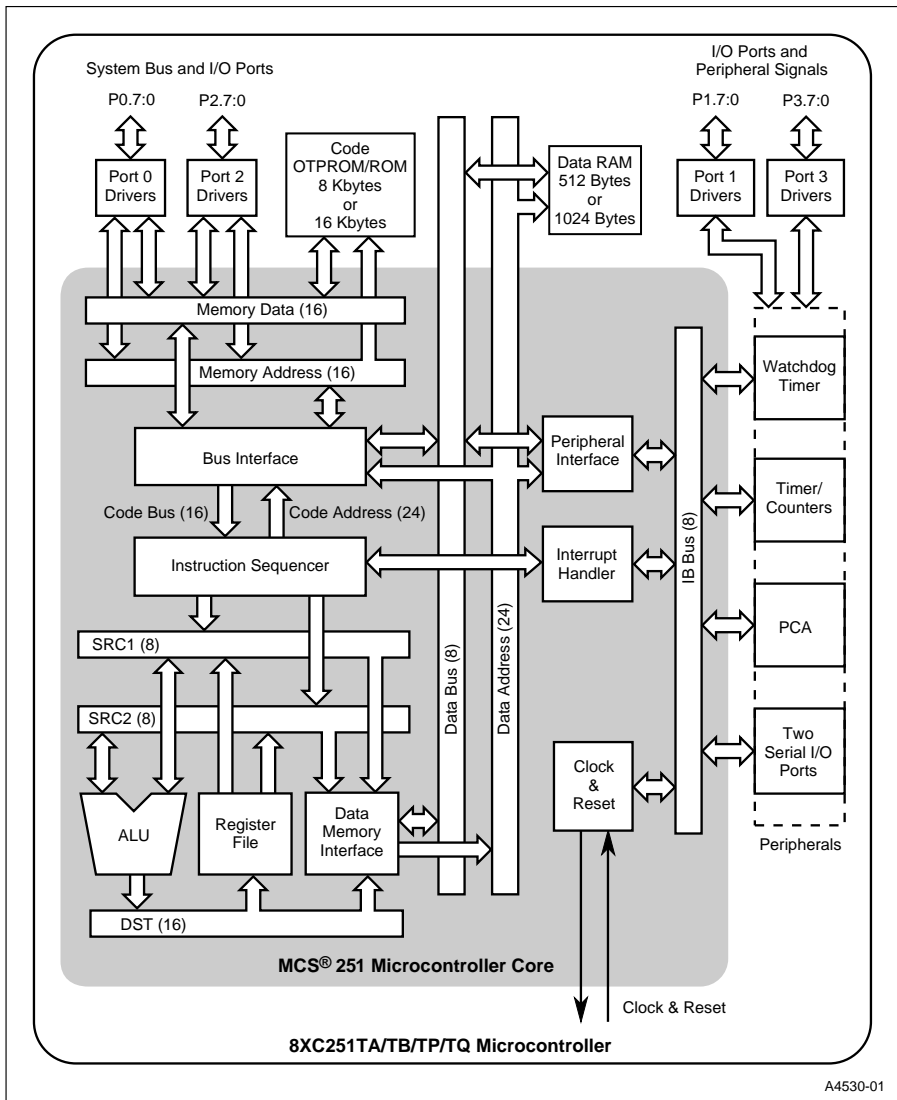 System Bus and I/O Ports
I/O Ports and
Peripheral Signals
P0.7:0
P2.7:0
P1.7:0
P3.7:0
Port 0
Drivers
Port 2
Drivers
Code
OTPROM/ROM
8 Kbytes
or
16 Kbytes
Data RAM
512 Bytes
or
1024 Bytes
Port 1
Drivers
Port 3
Drivers
Memory Data (16)
Memory Address (16)
Bus Interface
Code Bus (16)
Code Address (24)
Instruction Sequencer
SRC1 (8)
SRC2 (8)
ALU
Register
File
Data
Memory
Interface
DST (16)
Data Bus (8)
Data Address (24)
Peripheral
Interface
Interrupt
Handler
Clock
&
Reset
IB Bus (8)
Watchdog
Timer
Timer/
Counters
PCA
Two
Serial I/O
Ports
Peripherals
MCS® 251 Microcontroller Core
Clock & Reset
8XC251TA/TB/TP/TQ Microcontroller
A4530-01